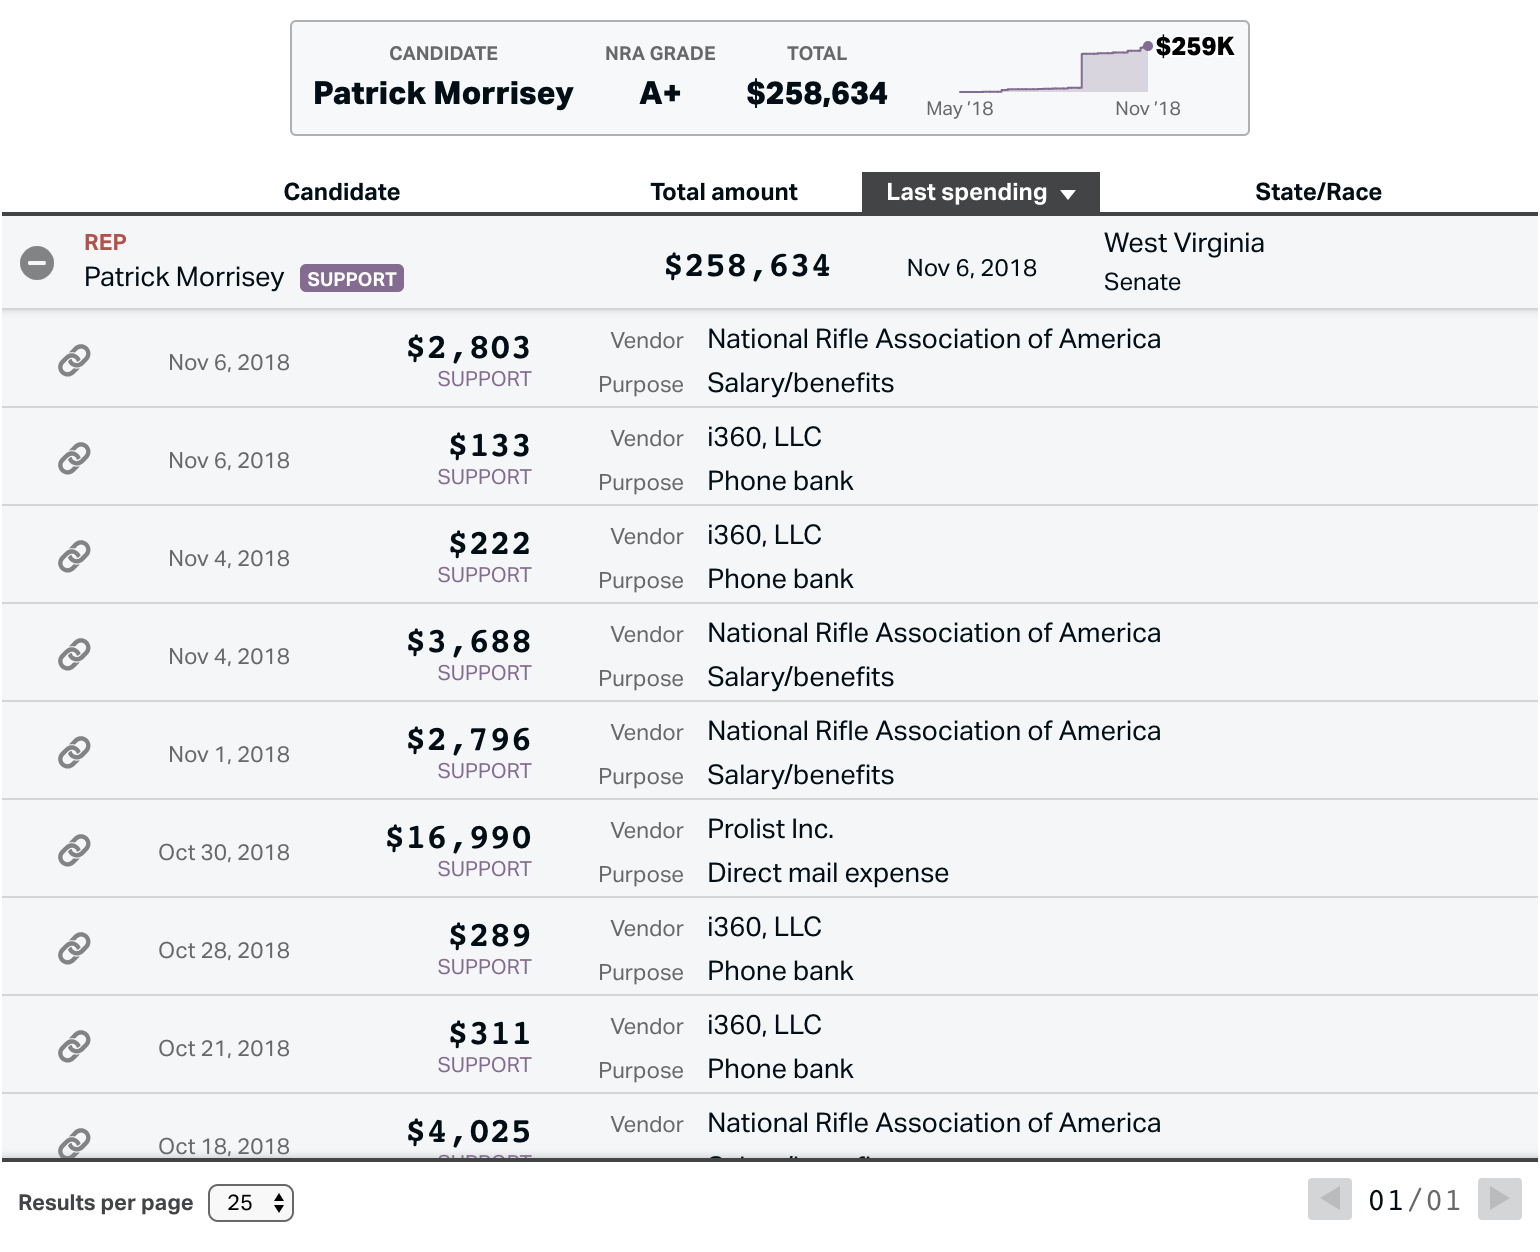 CANDIDATE NRA GRADE TOTAL
Patrick Morrisey A+ $258,634
$259K
May '18 Nov '18
Candidate Total amount Last spending ▼ State/Race
REP
Patrick Morrisey SUPPORT $258,634 Nov 6, 2018 West Virginia
Senate
Nov 6, 2018 $2,803 Vendor National Rifle Association of America
SUPPORT Purpose Salary/benefits
Nov 6, 2018 $133 Vendor i360, LLC
SUPPORT Purpose Phone bank
Nov 4, 2018 $222 Vendor i360, LLC
SUPPORT Purpose Phone bank
Nov 4, 2018 $3,688 Vendor National Rifle Association of America
SUPPORT Purpose Salary/benefits
Nov 1, 2018 $2,796 Vendor National Rifle Association of America
SUPPORT Purpose Salary/benefits
Oct 30, 2018 $16,990 Vendor Prolist Inc.
SUPPORT Purpose Direct mail expense
Oct 28, 2018 $289 Vendor i360, LLC
SUPPORT Purpose Phone bank
Oct 21, 2018 $311 Vendor i360, LLC
SUPPORT Purpose Phone bank
Oct 18, 2018 $4,025 Vendor National Rifle Association of America
Results per page 25 01/01